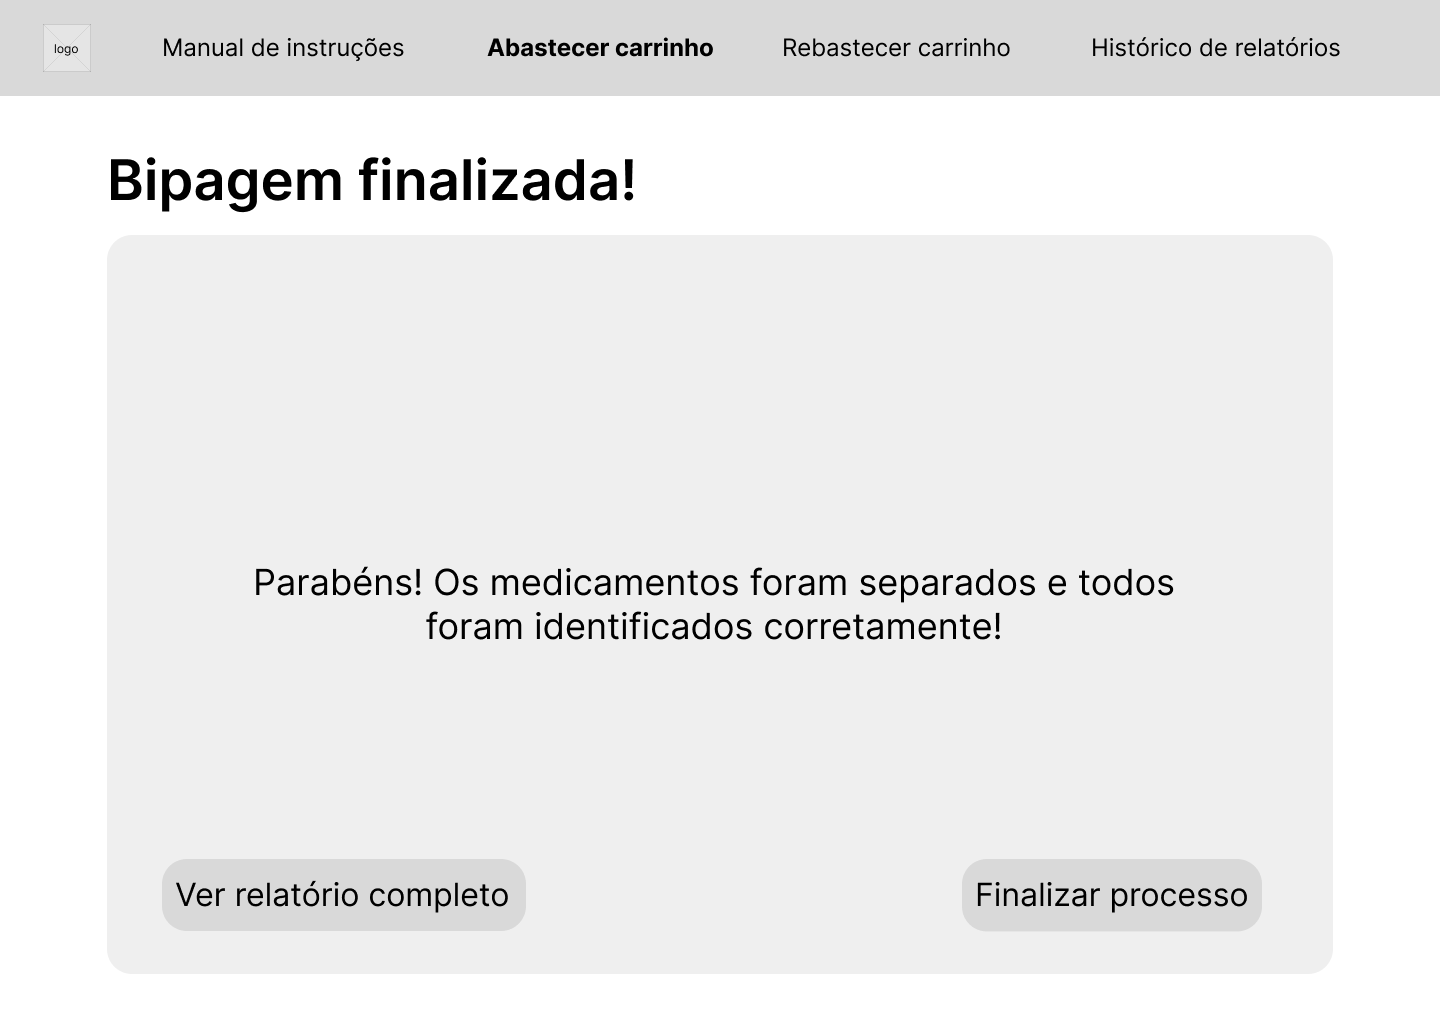 logo
Manual de instruções
Abastecer carrinho
Rebastecer carrinho
Histórico de relatórios
Bipagem finalizada!
Parabéns! Os medicamentos foram separados e todos
foram identificados corretamente!
Ver relatório completo
Finalizar processo